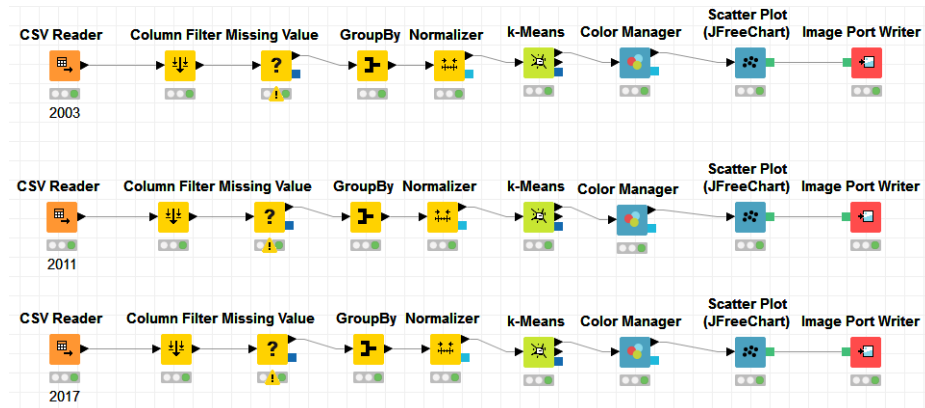 CSV Reader Column Filter Missing Value GroupBy Normalizer k-Means Color Manager Scatter Plot
(JFreeChart) Image Port Writer
2003
CSV Reader Column Filter Missing Value GroupBy Normalizer k-Means Color Manager Scatter Plot
(JFreeChart) Image Port Writer
2011
CSV Reader Column Filter Missing Value GroupBy Normalizer k-Means Color Manager Scatter Plot
(JFreeChart) Image Port Writer
2017